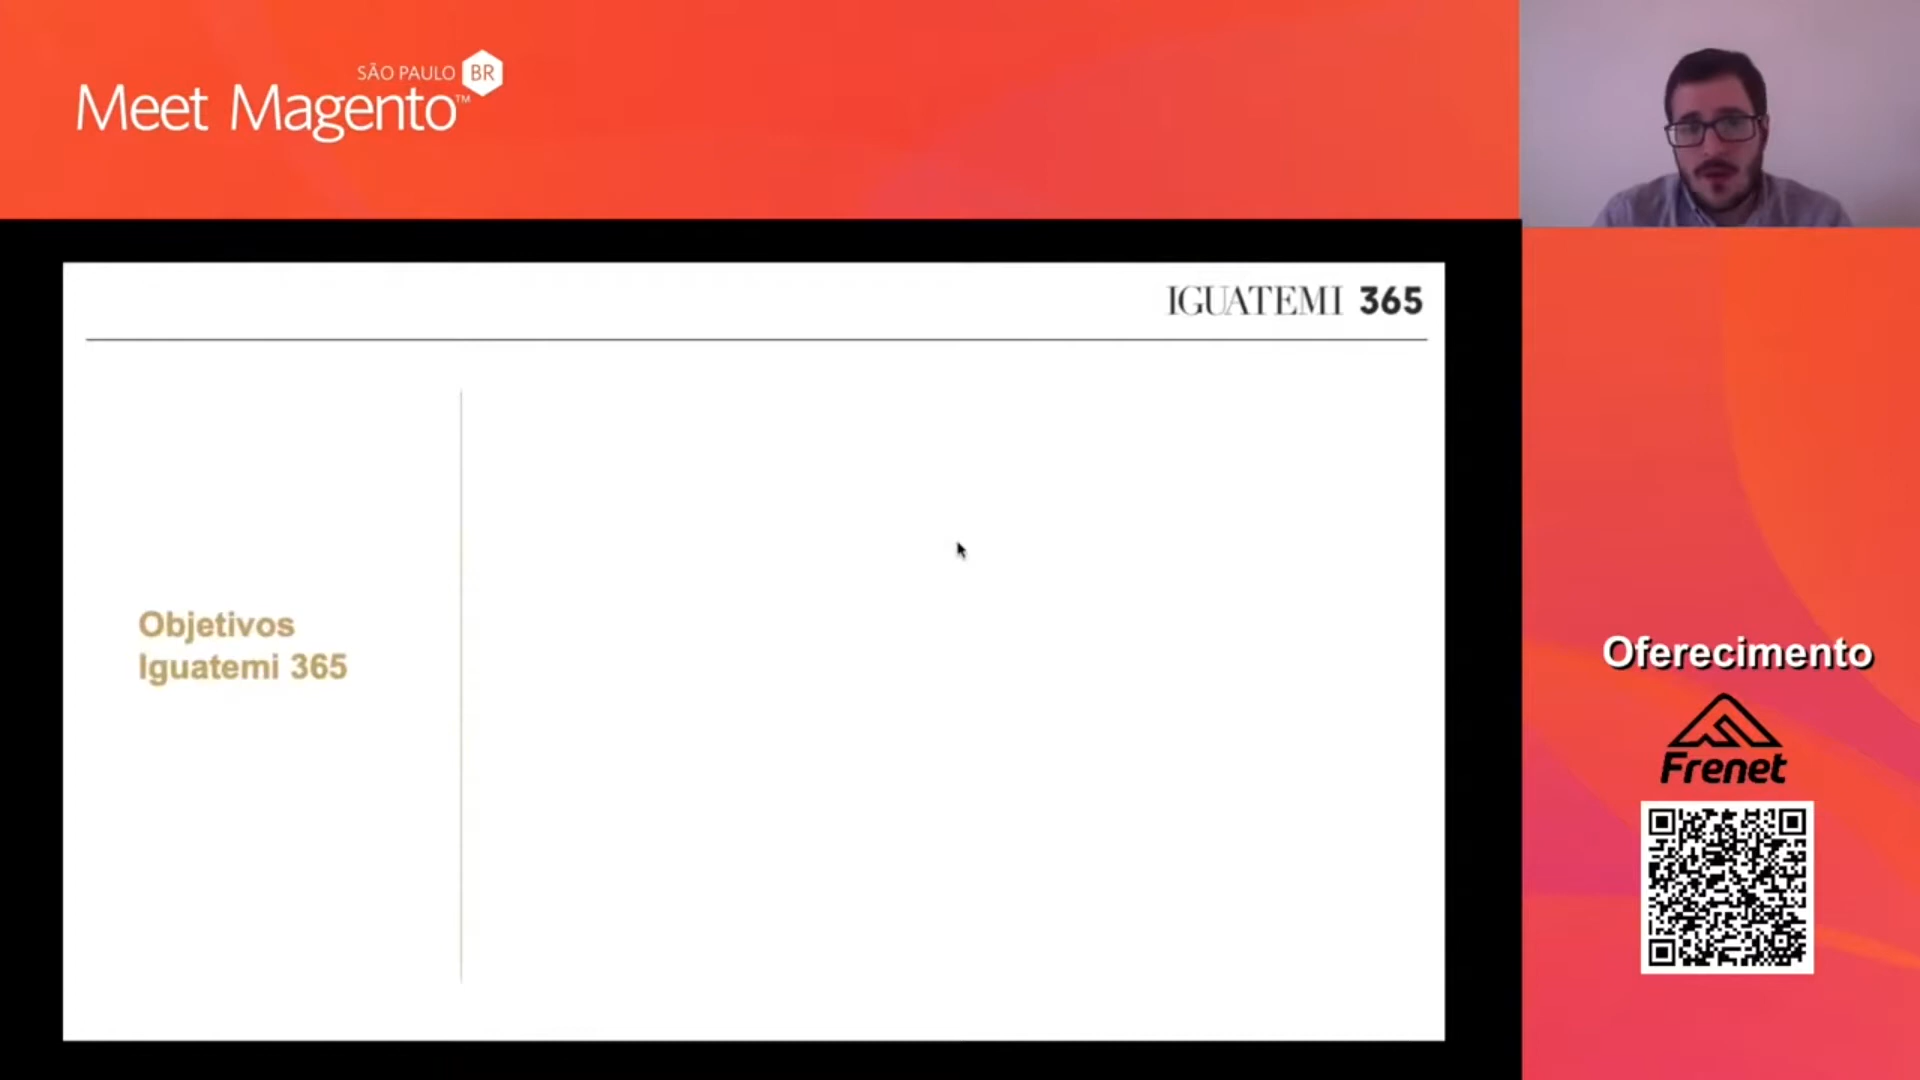 SÃO PAULO BR
Meet Magento™
IGUATEMI 365
Objetivos
Iguatemi 365
Oferecimento
Frenet